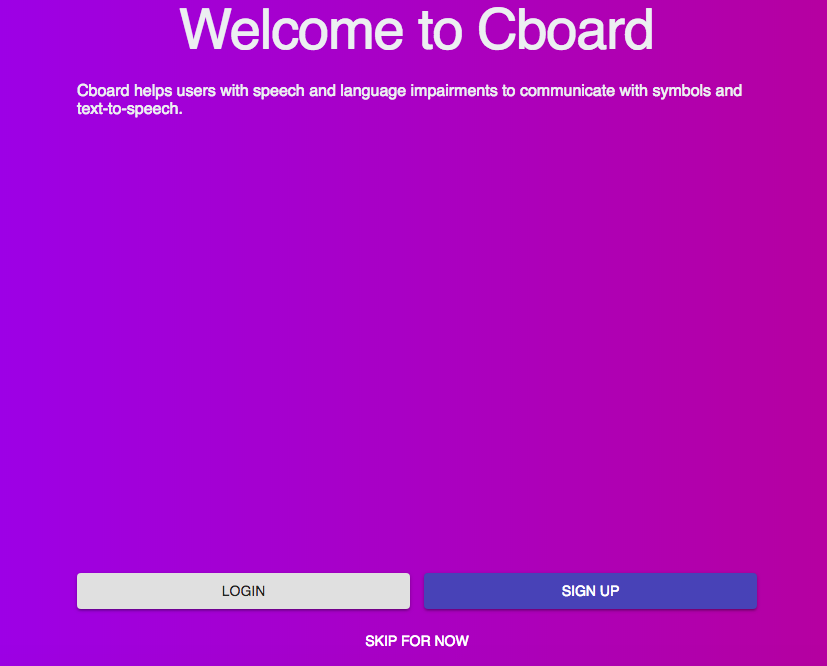 Welcome to Cboard
Cboard helps users with speech and language impairments to communicate with symbols and
text-to-speech.
LOGIN
SIGN UP
SKIP FOR NOW